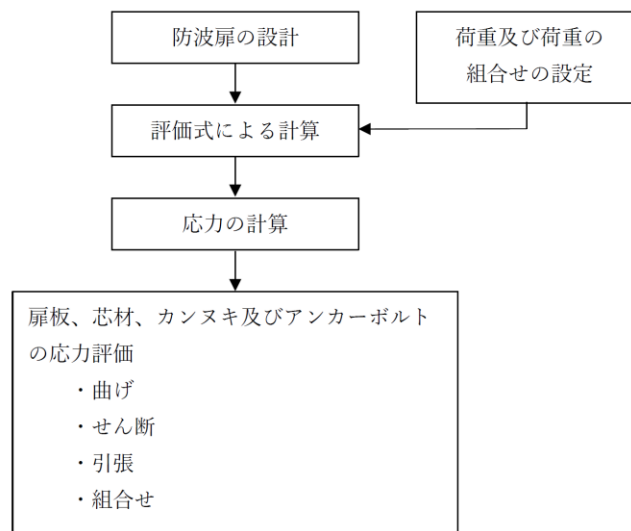 防波扉の設計
荷重及び荷重の
組合せの設定
評価式による計算
応力の計算
扉板、芯材、カンヌキ及びアンカーボルト
の応力評価
・曲げ
・せん断
・引張
・組合せ